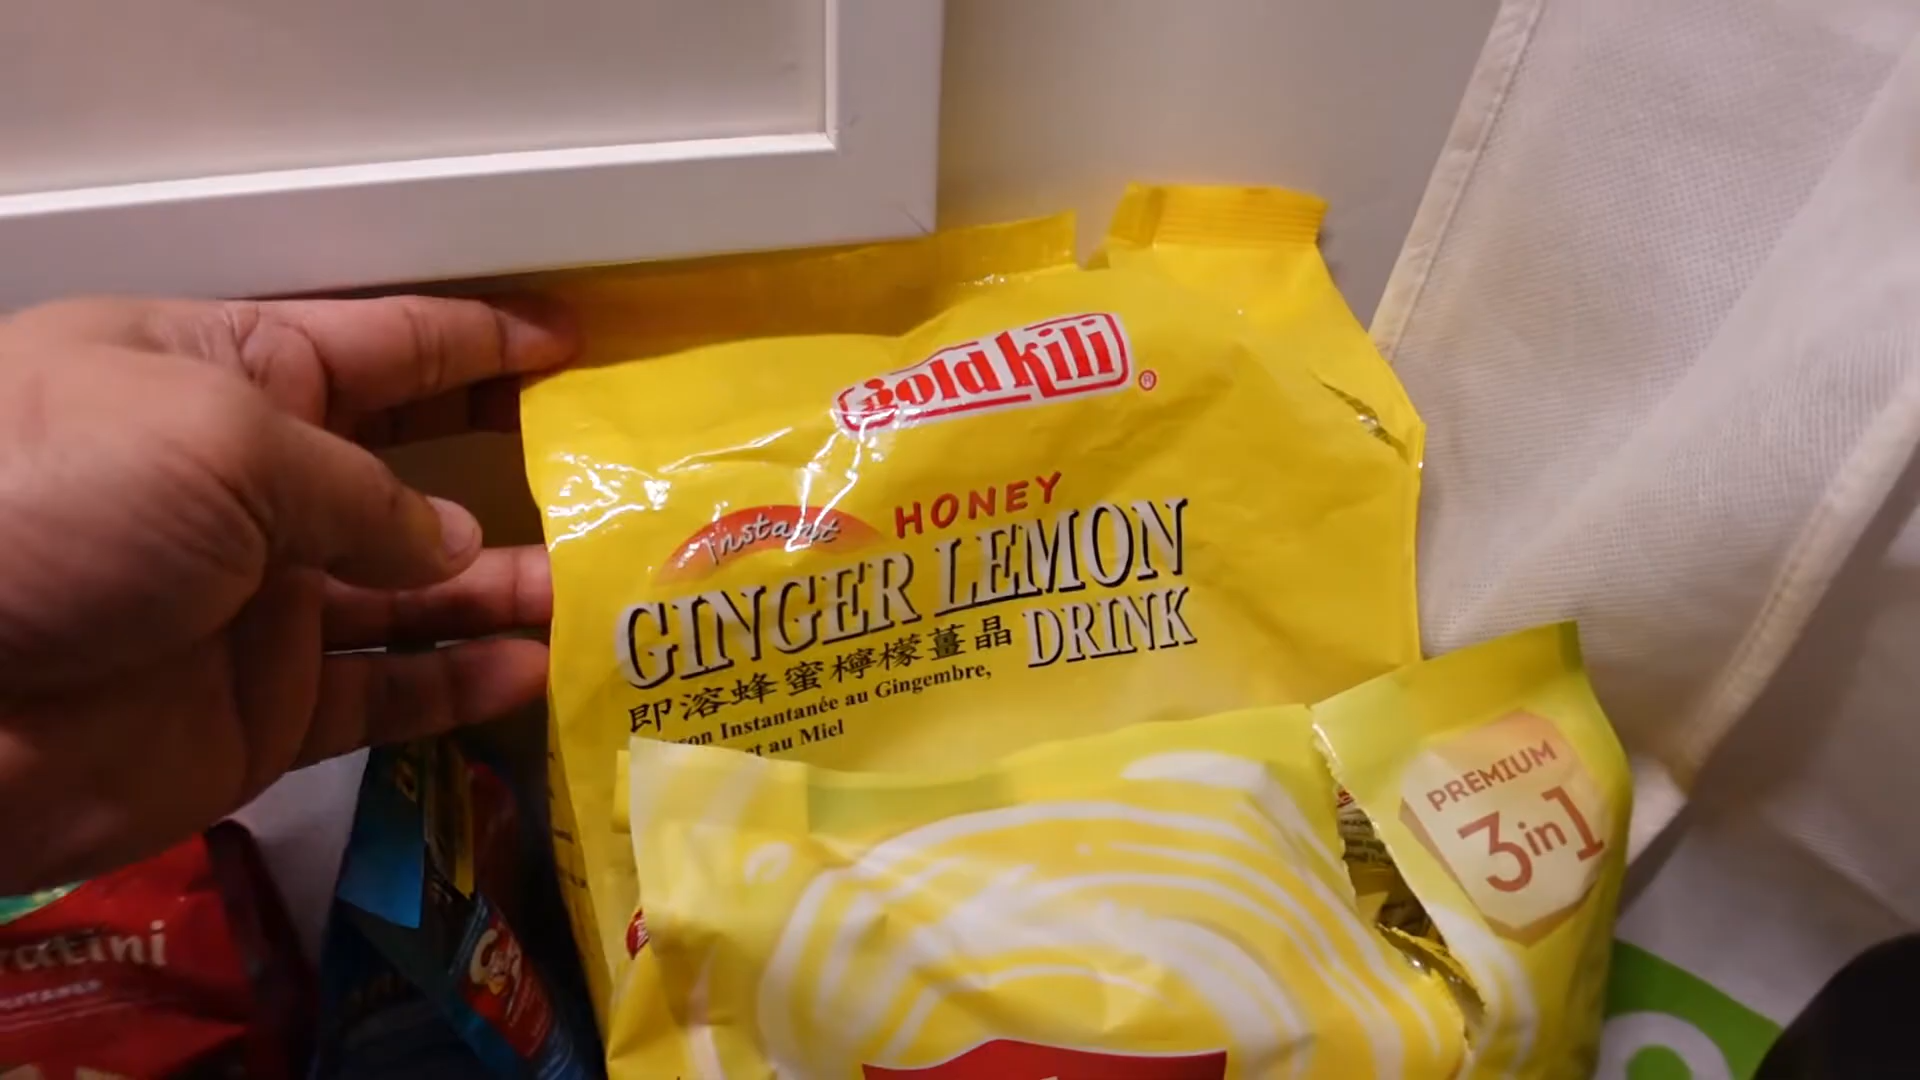 gold kili ®
instant
HONEY
GINGER LEMON
DRINK
即溶蜂蜜檸檬薑晶
Instantanée au Gingembre,
et au Miel
PREMIUM
3in1